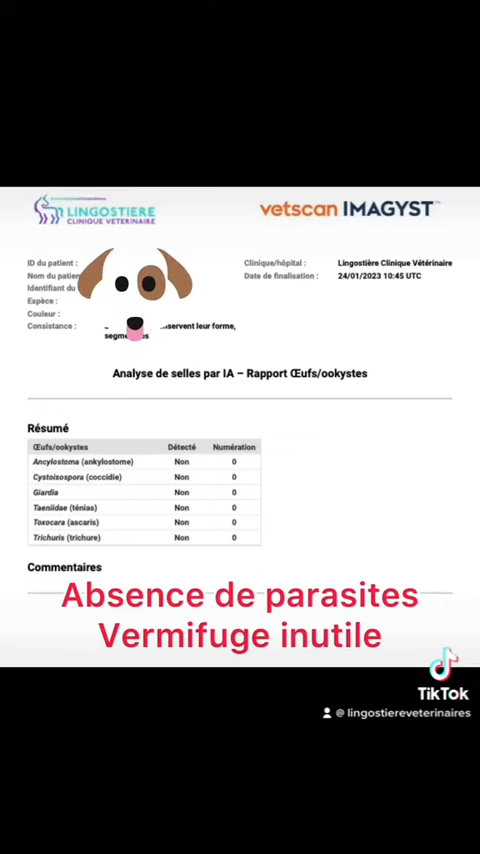 LINGOSTIERE
CLINIQUE VETERINAIRE
vetscan IMAGYST™
ID du patient :
Clinique/hôpital : Lingostière Clinique Vétérinaire
Nom du patien
Date de finalisation : 24/01/2023 10:45 UTC
Identifiant du
Espèce :
Couleur :
Consistance : nservent leur forme,
Analyse de selles par IA – Rapport Œufs/ookystes
Résumé
Œufs/ookystes Détecté Numération
Ancylostoma (ankylostome) Non 0
Cystoisospora (coccidie) Non 0
Giardia Non 0
Taeniidae (ténias) Non 0
Toxocara (ascaris) Non 0
Trichuris (trichure) Non 0
Commentaires
Absence de parasites
Vermifuge inutile
TikTok
@lingostiereveterinaires